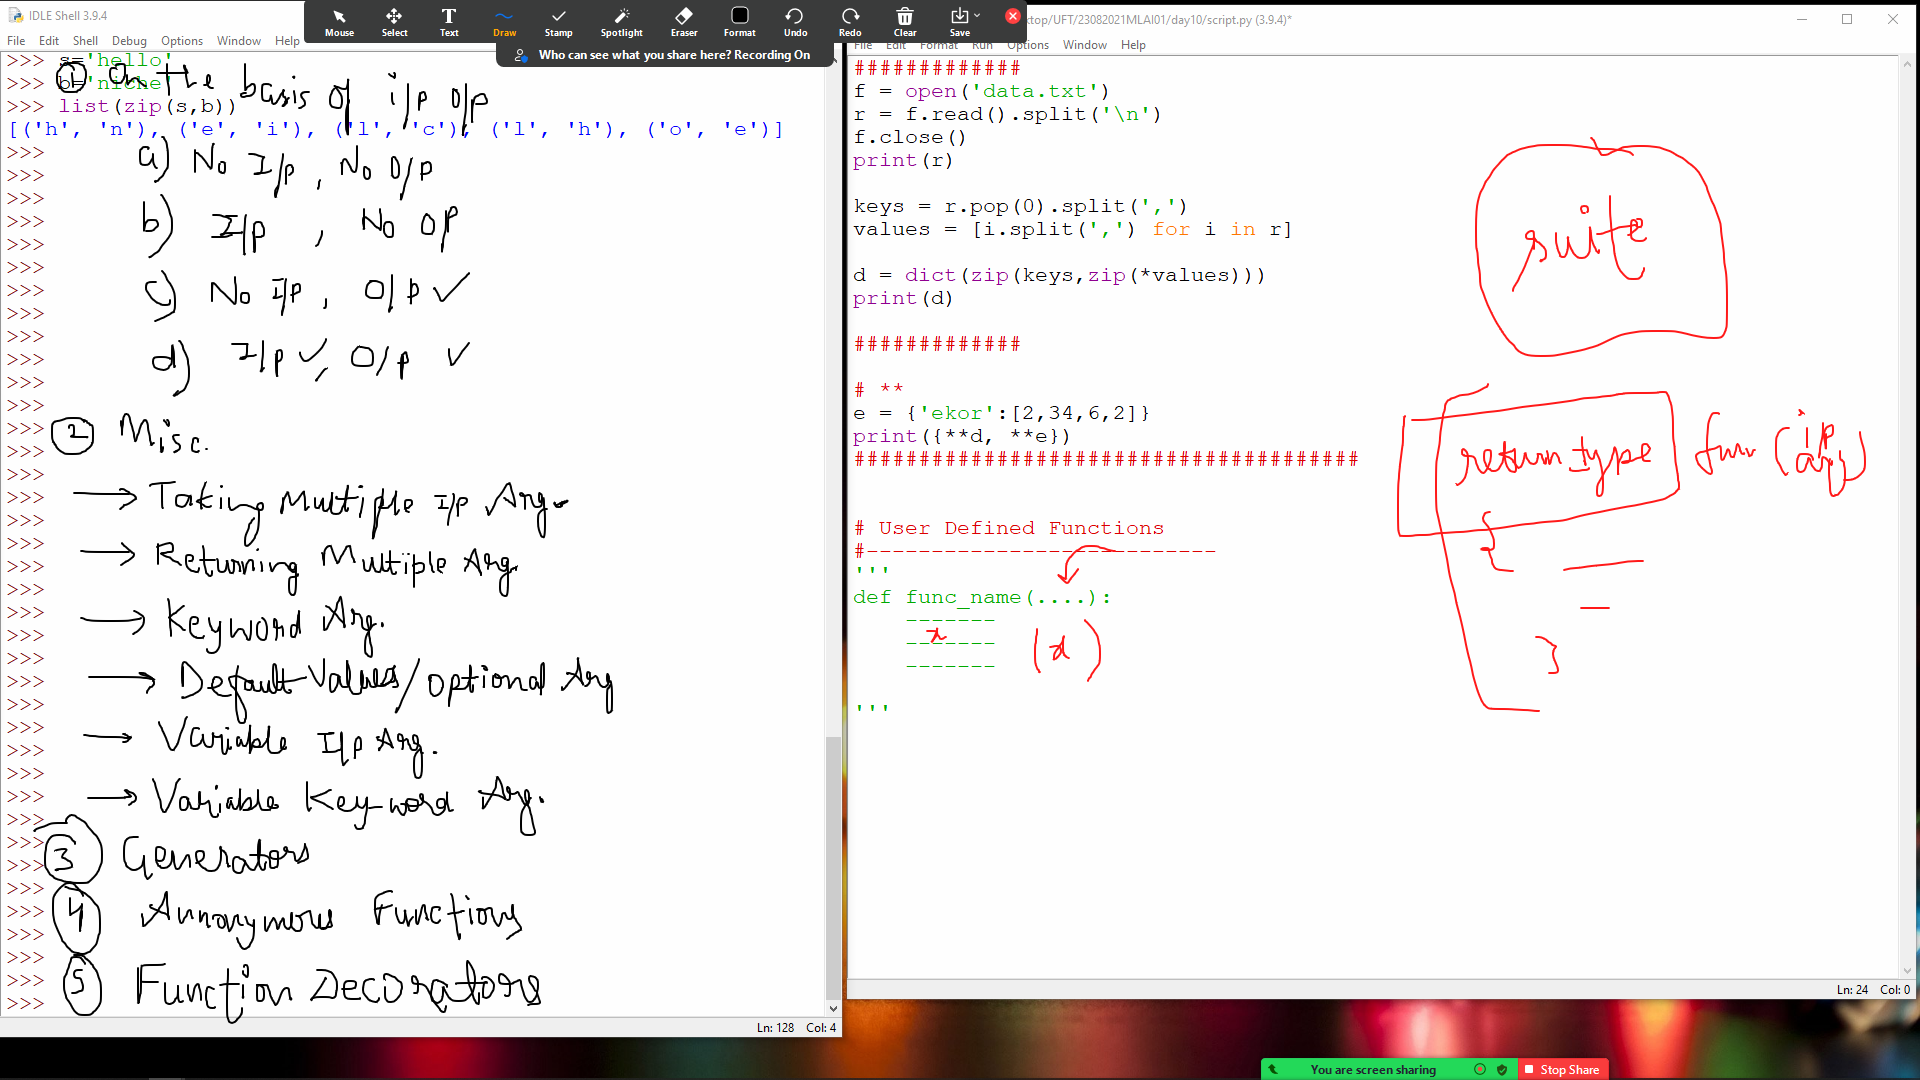 IDLE Shell 3.9.4
File Edit Shell Debug Options Window Help
Mouse Select Text Draw Stamp Spotlight Eraser Format Undo Redo Clear Save
Who can see what you share here? Recording On
>>> s='hello'
>>> b='niche'
>>> list(zip(s,b))
[('h', 'n'), ('e', 'i'), ('l', 'c'), ('l', 'h'), ('o', 'e')]
>>>
① On the basis of i/p o/p
a) No I/p , No O/p
b) I/p , No O/P
c) No I/P , O/P ✓
d) I/p ✓, O/p ✓
② Misc.
→ Taking Multiple I/p Arg.
→ Returning Multiple Arg.
→ Keyword Arg.
→ Default Values/optional Arg
→ Variable I/p Arg.
→ Variable Key-word Arg.
③ Generators
④ Annonymous Functions
⑤ Function Decorators
Ln: 128 Col: 4
ktop/UFT/23082021MLAI01/day10/script.py (3.9.4)*
File Edit Format Run Options Window Help
#############
f = open('data.txt')
r = f.read().split('\n')
f.close()
print(r)
keys = r.pop(0).split(',')
values = [i.split(',') for i in r]
d = dict(zip(keys,zip(*values)))
print(d)
#############
# **
e = {'ekor':[2,34,6,2]}
print({**d, **e})
#######################################
# User Defined Functions
#---------------------------
'''
def func_name(....):
-------
-------
-------
'''
x (d)
suite
return type func (i/p arg)
{
}
Ln: 24 Col: 0
You are screen sharing
Stop Share